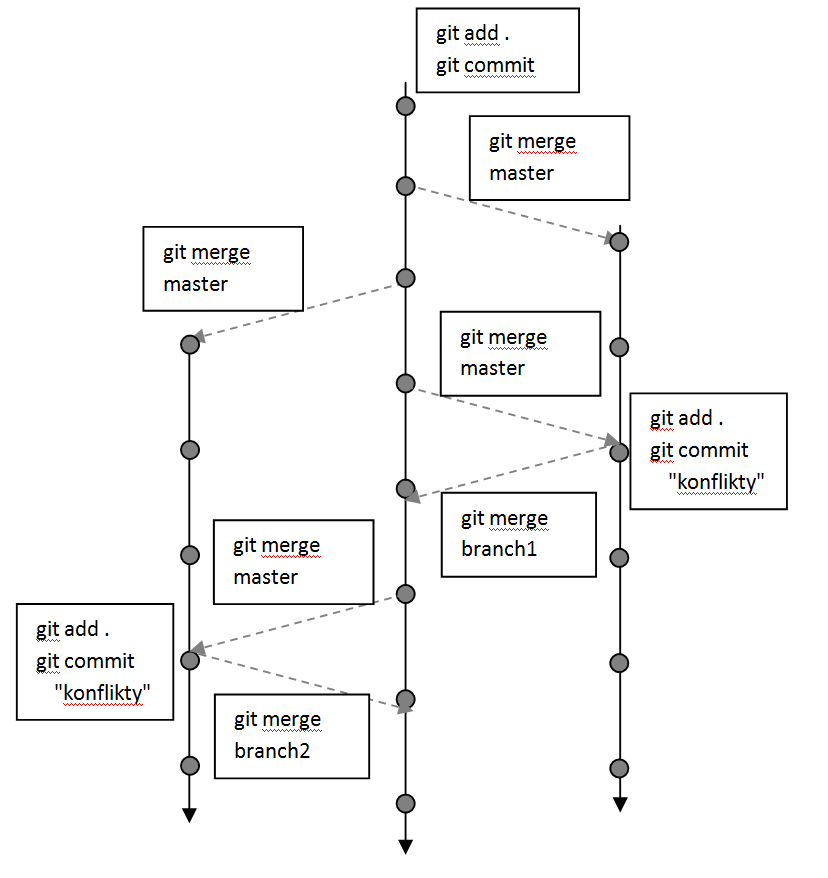 git add .
git commit
git merge
master
git merge
master
git merge
master
git add .
git commit
"konflikty"
git merge
branch1
git merge
master
git add .
git commit
"konflikty"
git merge
branch2